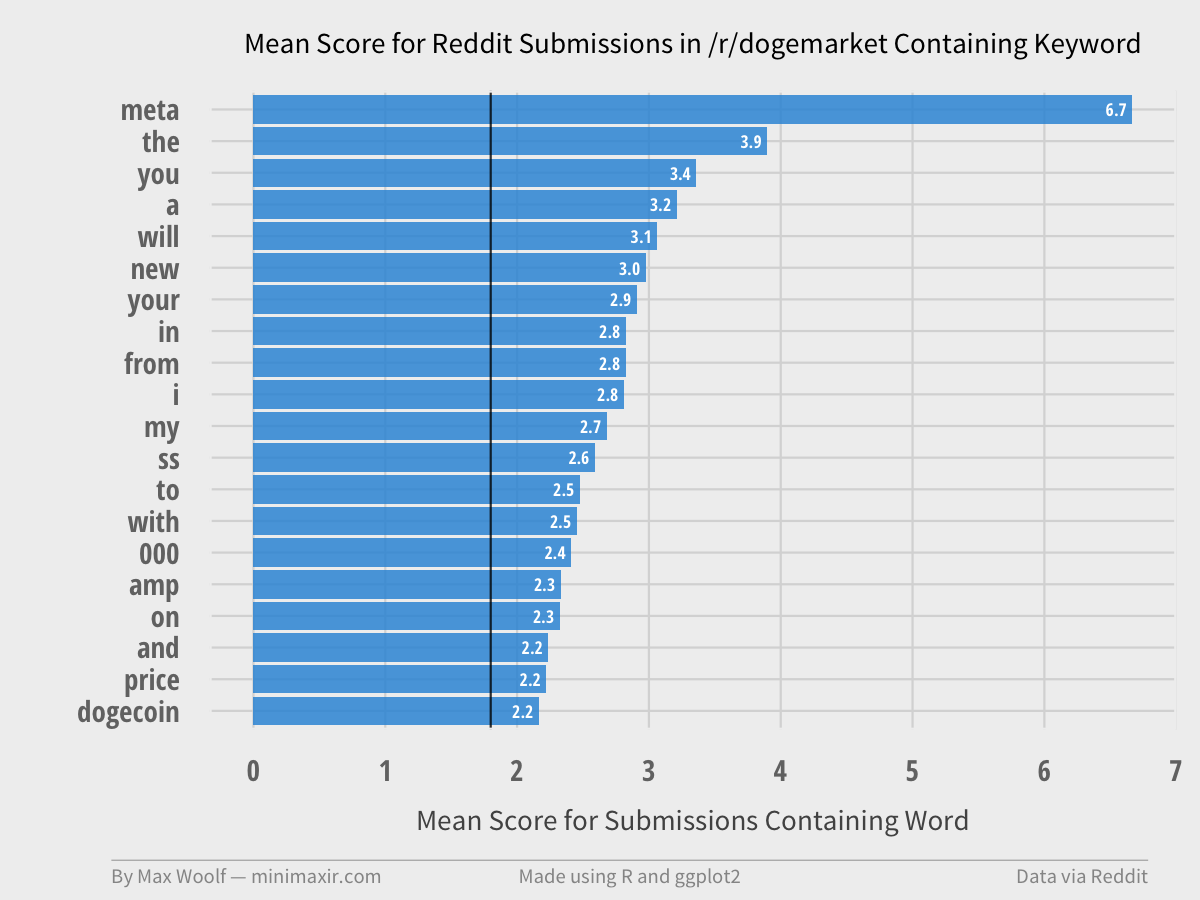 Mean Score for Reddit Submissions in /r/dogemarket Containing Keyword
meta 6.7
the 3.9
you 3.4
a 3.2
will 3.1
new 3.0
your 2.9
in 2.8
from 2.8
i 2.8
my 2.7
ss 2.6
to 2.5
with 2.5
000 2.4
amp 2.3
on 2.3
and 2.2
price 2.2
dogecoin 2.2
0 1 2 3 4 5 6 7
Mean Score for Submissions Containing Word
By Max Woolf — minimaxir.com Made using R and ggplot2 Data via Reddit